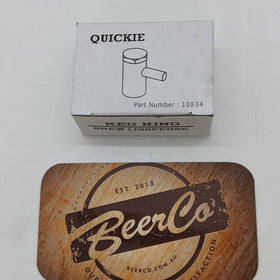 QUICKIE
Part Number : 10834
KEG KING
BREW & DISPENSE
EST. 2013
BeerCo
BEERCO.COM.AU